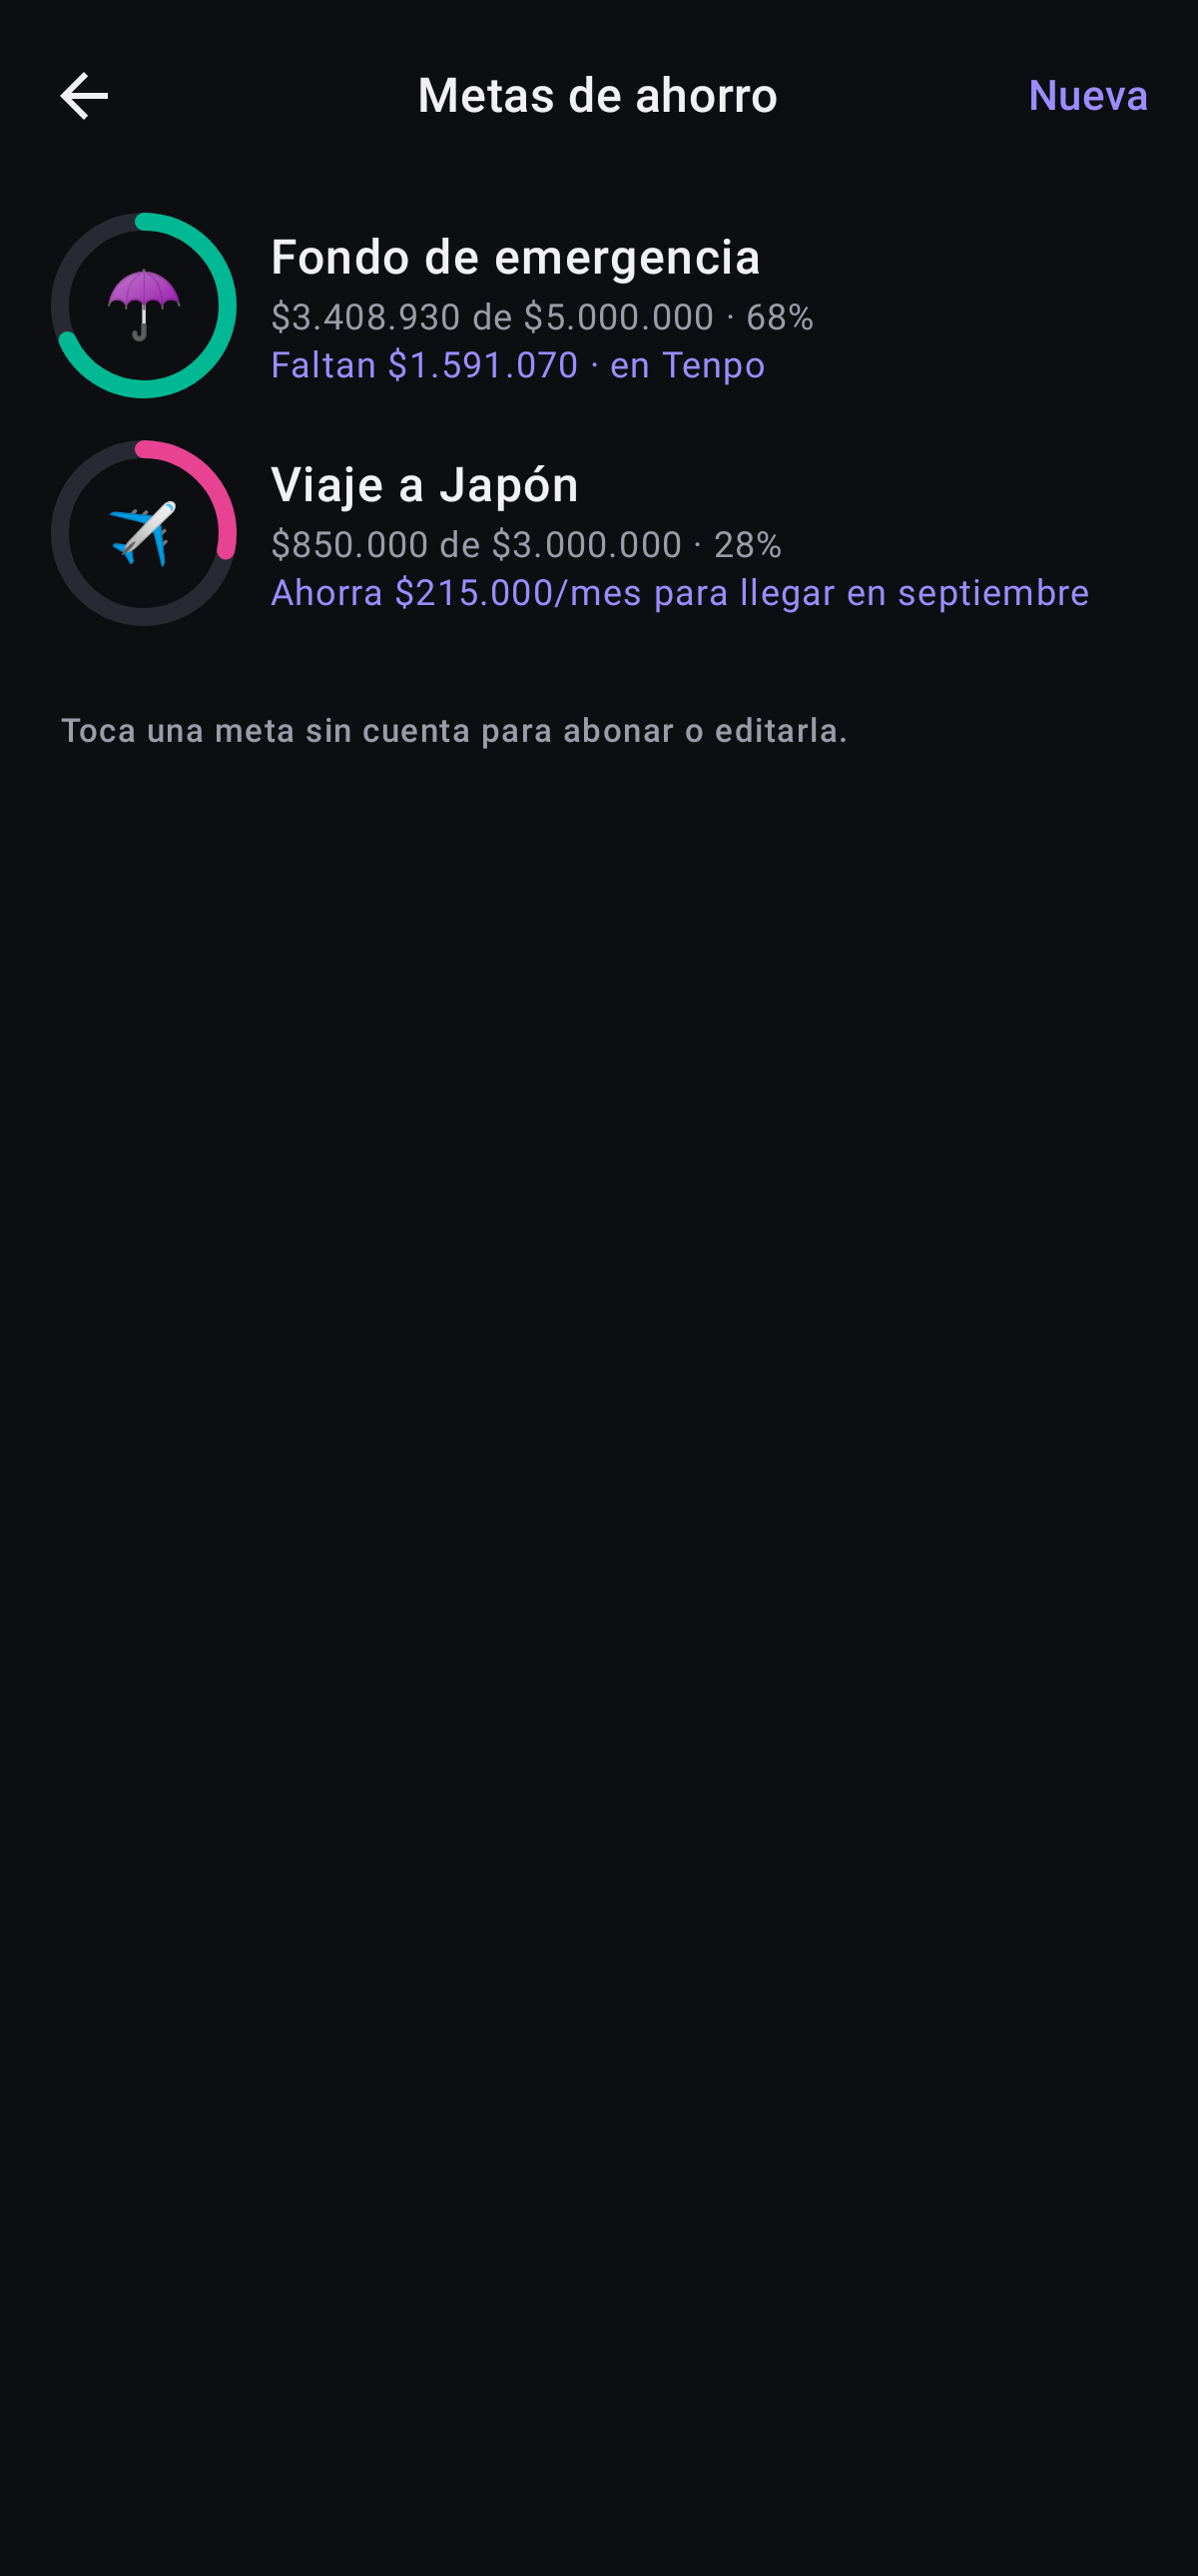 Metas de ahorro
Nueva
Fondo de emergencia
$3.408.930 de $5.000.000 · 68%
Faltan $1.591.070 · en Tenpo
Viaje a Japón
$850.000 de $3.000.000 · 28%
Ahorra $215.000/mes para llegar en septiembre
Toca una meta sin cuenta para abonar o editarla.